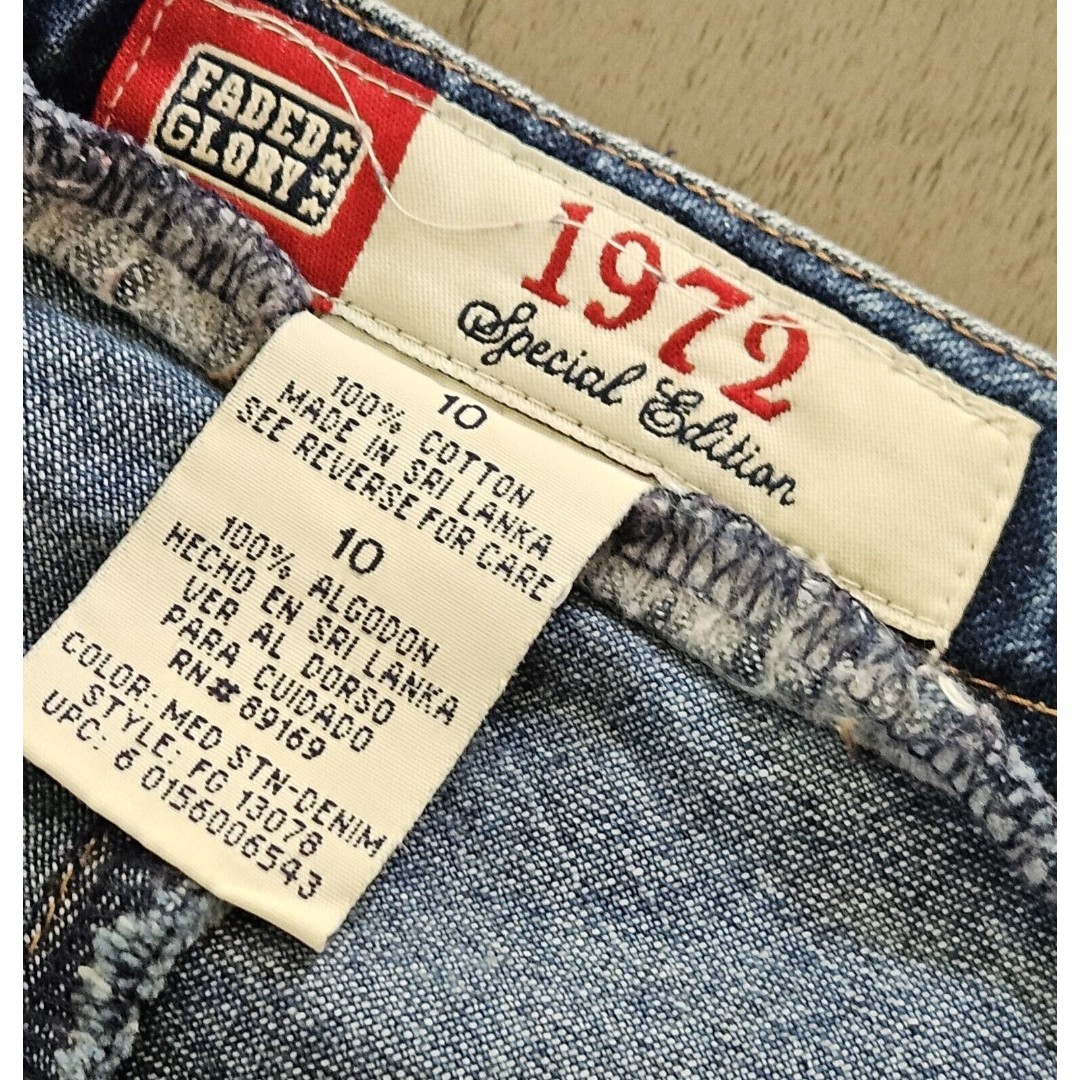 FADED
GLORY
1972
Special Edition
10
100% COTTON
MADE IN SRI LANKA
SEE REVERSE FOR CARE
10
100% ALGODON
HECHO EN SRI LANKA
VER AL DORSO
PARA CUIDADO
RN# 69169
COLOR: MED STN-DENIM
STYLE: FG 13078
UPC: 6 0156006543